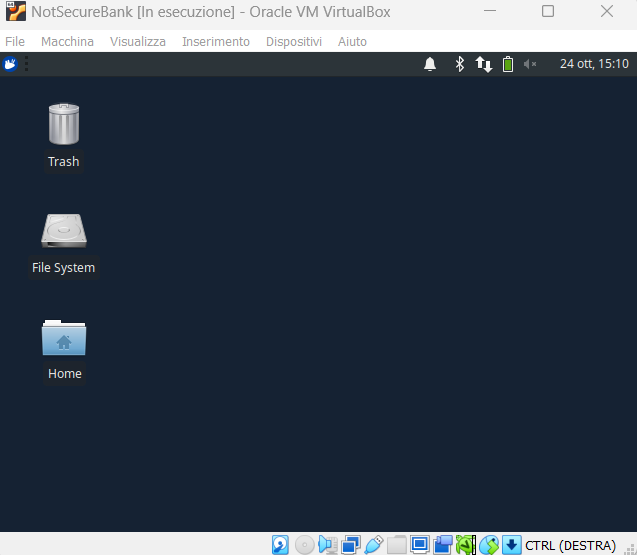 NotSecureBank [In esecuzione] - Oracle VM VirtualBox
File Macchina Visualizza Inserimento Dispositivi Aiuto
24 ott, 15:10
Trash
File System
Home
CTRL (DESTRA)